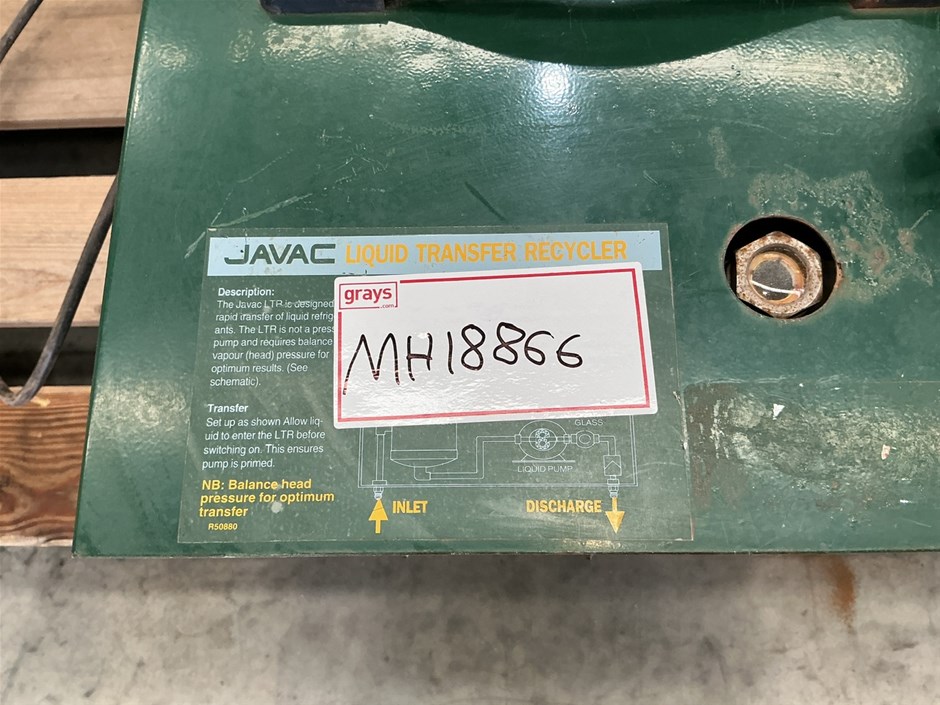 JAVAC LIQUID TRANSFER RECYCLER
grays
.com
MH18866
Description:
The Javac LTR is designed
rapid transfer of liquid refrig
ants. The LTR is not a press
pump and requires balance
vapour (head) pressure for
optimum results. (See
schematic).
Transfer
Set up as shown Allow liq-
uid to enter the LTR before
switching on. This ensures
pump is primed.
NB: Balance head
pressure for optimum
transfer
R50880
GLASS
LIQUID PUMP
INLET
DISCHARGE